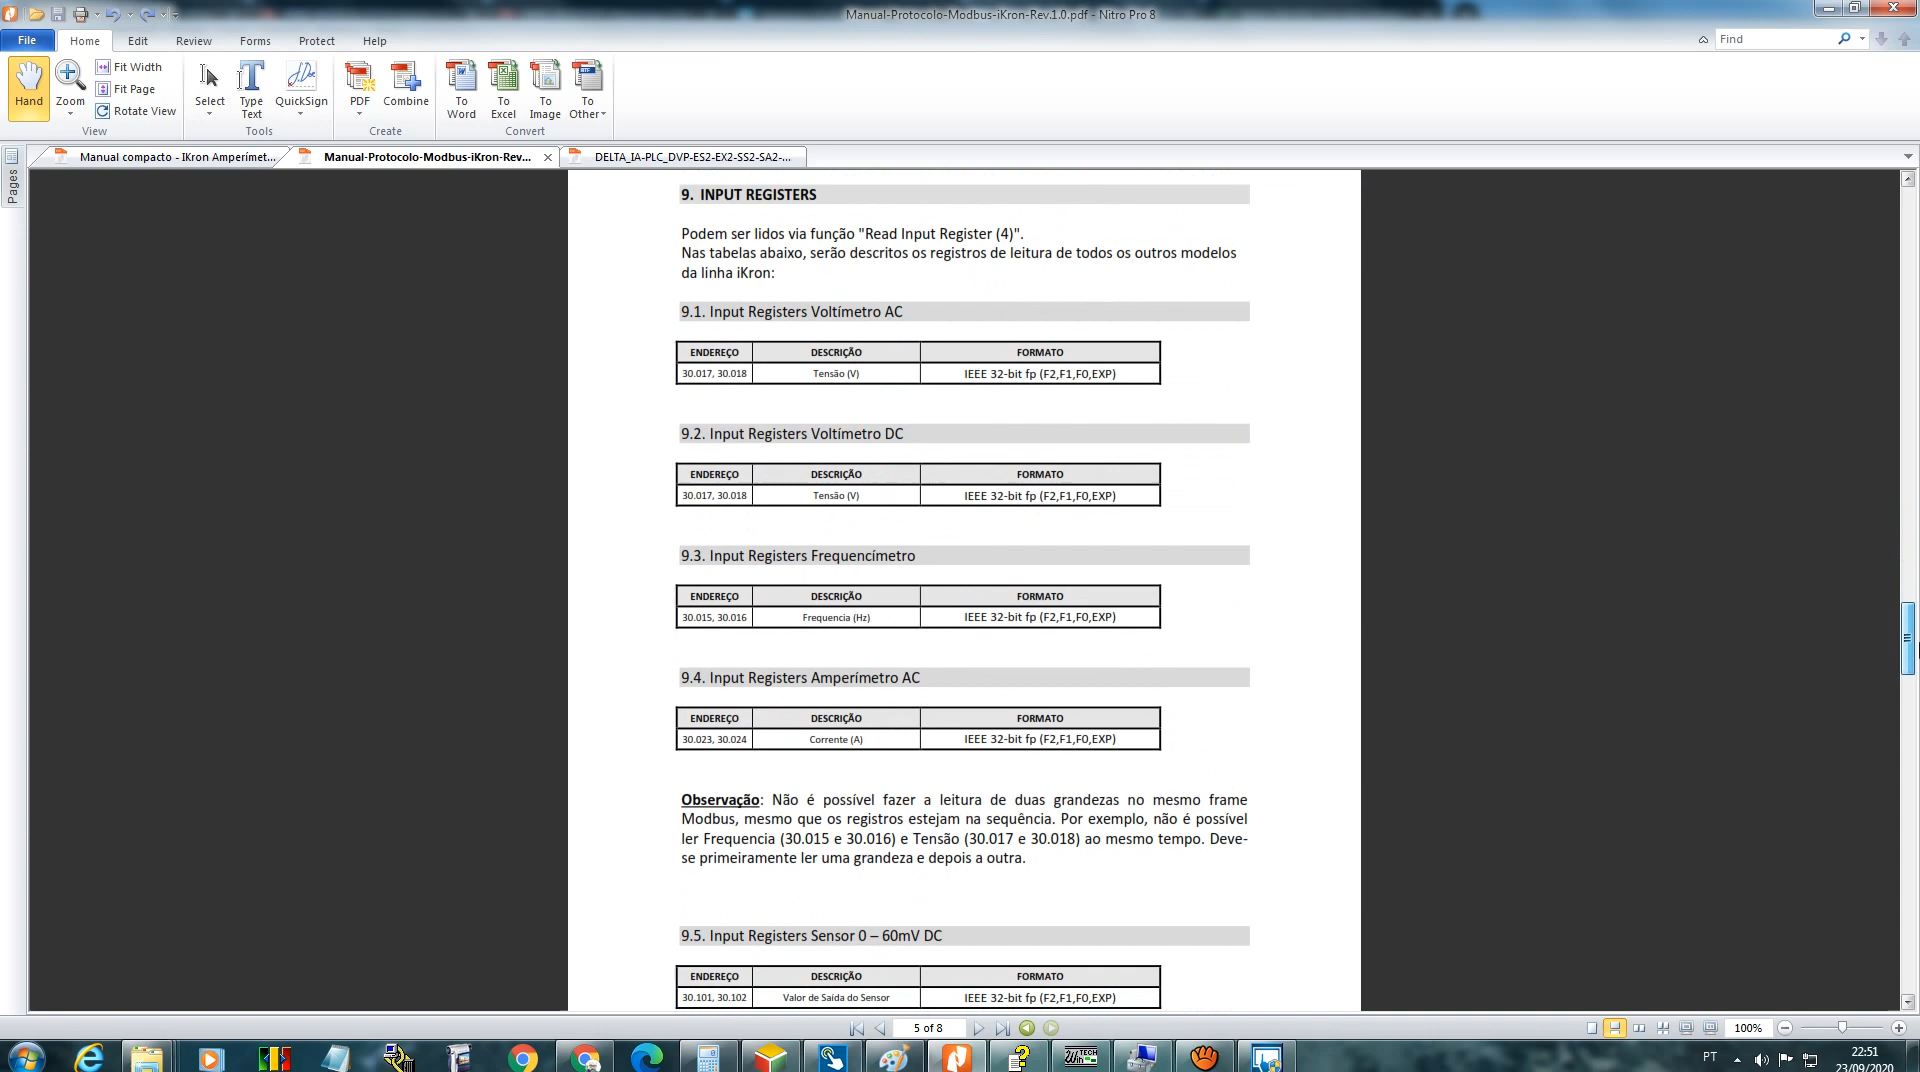 Manual-Protocolo-Modbus-iKron-Rev.1.0.pdf - Nitro Pro 8
File Home Edit Review Forms Protect Help
Find
Hand
Zoom
Fit Width
Fit Page
Rotate View
View
Select
Type Text
QuickSign
Tools
PDF
Combine
Create
To Word
To Excel
To Image
To Other
Convert
Pages
Manual compacto - IKron Amperímet...
Manual-Protocolo-Modbus-iKron-Rev...
DELTA_IA-PLC_DVP-ES2-EX2-SS2-SA2-...
9. INPUT REGISTERS
Podem ser lidos via função "Read Input Register (4)".
Nas tabelas abaixo, serão descritos os registros de leitura de todos os outros modelos
da linha iKron:
9.1. Input Registers Voltímetro AC
ENDEREÇO DESCRIÇÃO FORMATO
30.017, 30.018 Tensão (V) IEEE 32-bit fp (F2,F1,F0,EXP)
9.2. Input Registers Voltímetro DC
ENDEREÇO DESCRIÇÃO FORMATO
30.017, 30.018 Tensão (V) IEEE 32-bit fp (F2,F1,F0,EXP)
9.3. Input Registers Frequencímetro
ENDEREÇO DESCRIÇÃO FORMATO
30.015, 30.016 Frequencia (Hz) IEEE 32-bit fp (F2,F1,F0,EXP)
9.4. Input Registers Amperímetro AC
ENDEREÇO DESCRIÇÃO FORMATO
30.023, 30.024 Corrente (A) IEEE 32-bit fp (F2,F1,F0,EXP)
Observação: Não é possível fazer a leitura de duas grandezas no mesmo frame
Modbus, mesmo que os registros estejam na sequência. Por exemplo, não é possível
ler Frequencia (30.015 e 30.016) e Tensão (30.017 e 30.018) ao mesmo tempo. Deve-
se primeiramente ler uma grandeza e depois a outra.
9.5. Input Registers Sensor 0 – 60mV DC
ENDEREÇO DESCRIÇÃO FORMATO
30.101, 30.102 Valor de Saída do Sensor IEEE 32-bit fp (F2,F1,F0,EXP)
5 of 8
100%
PT
22:51
23/09/2020